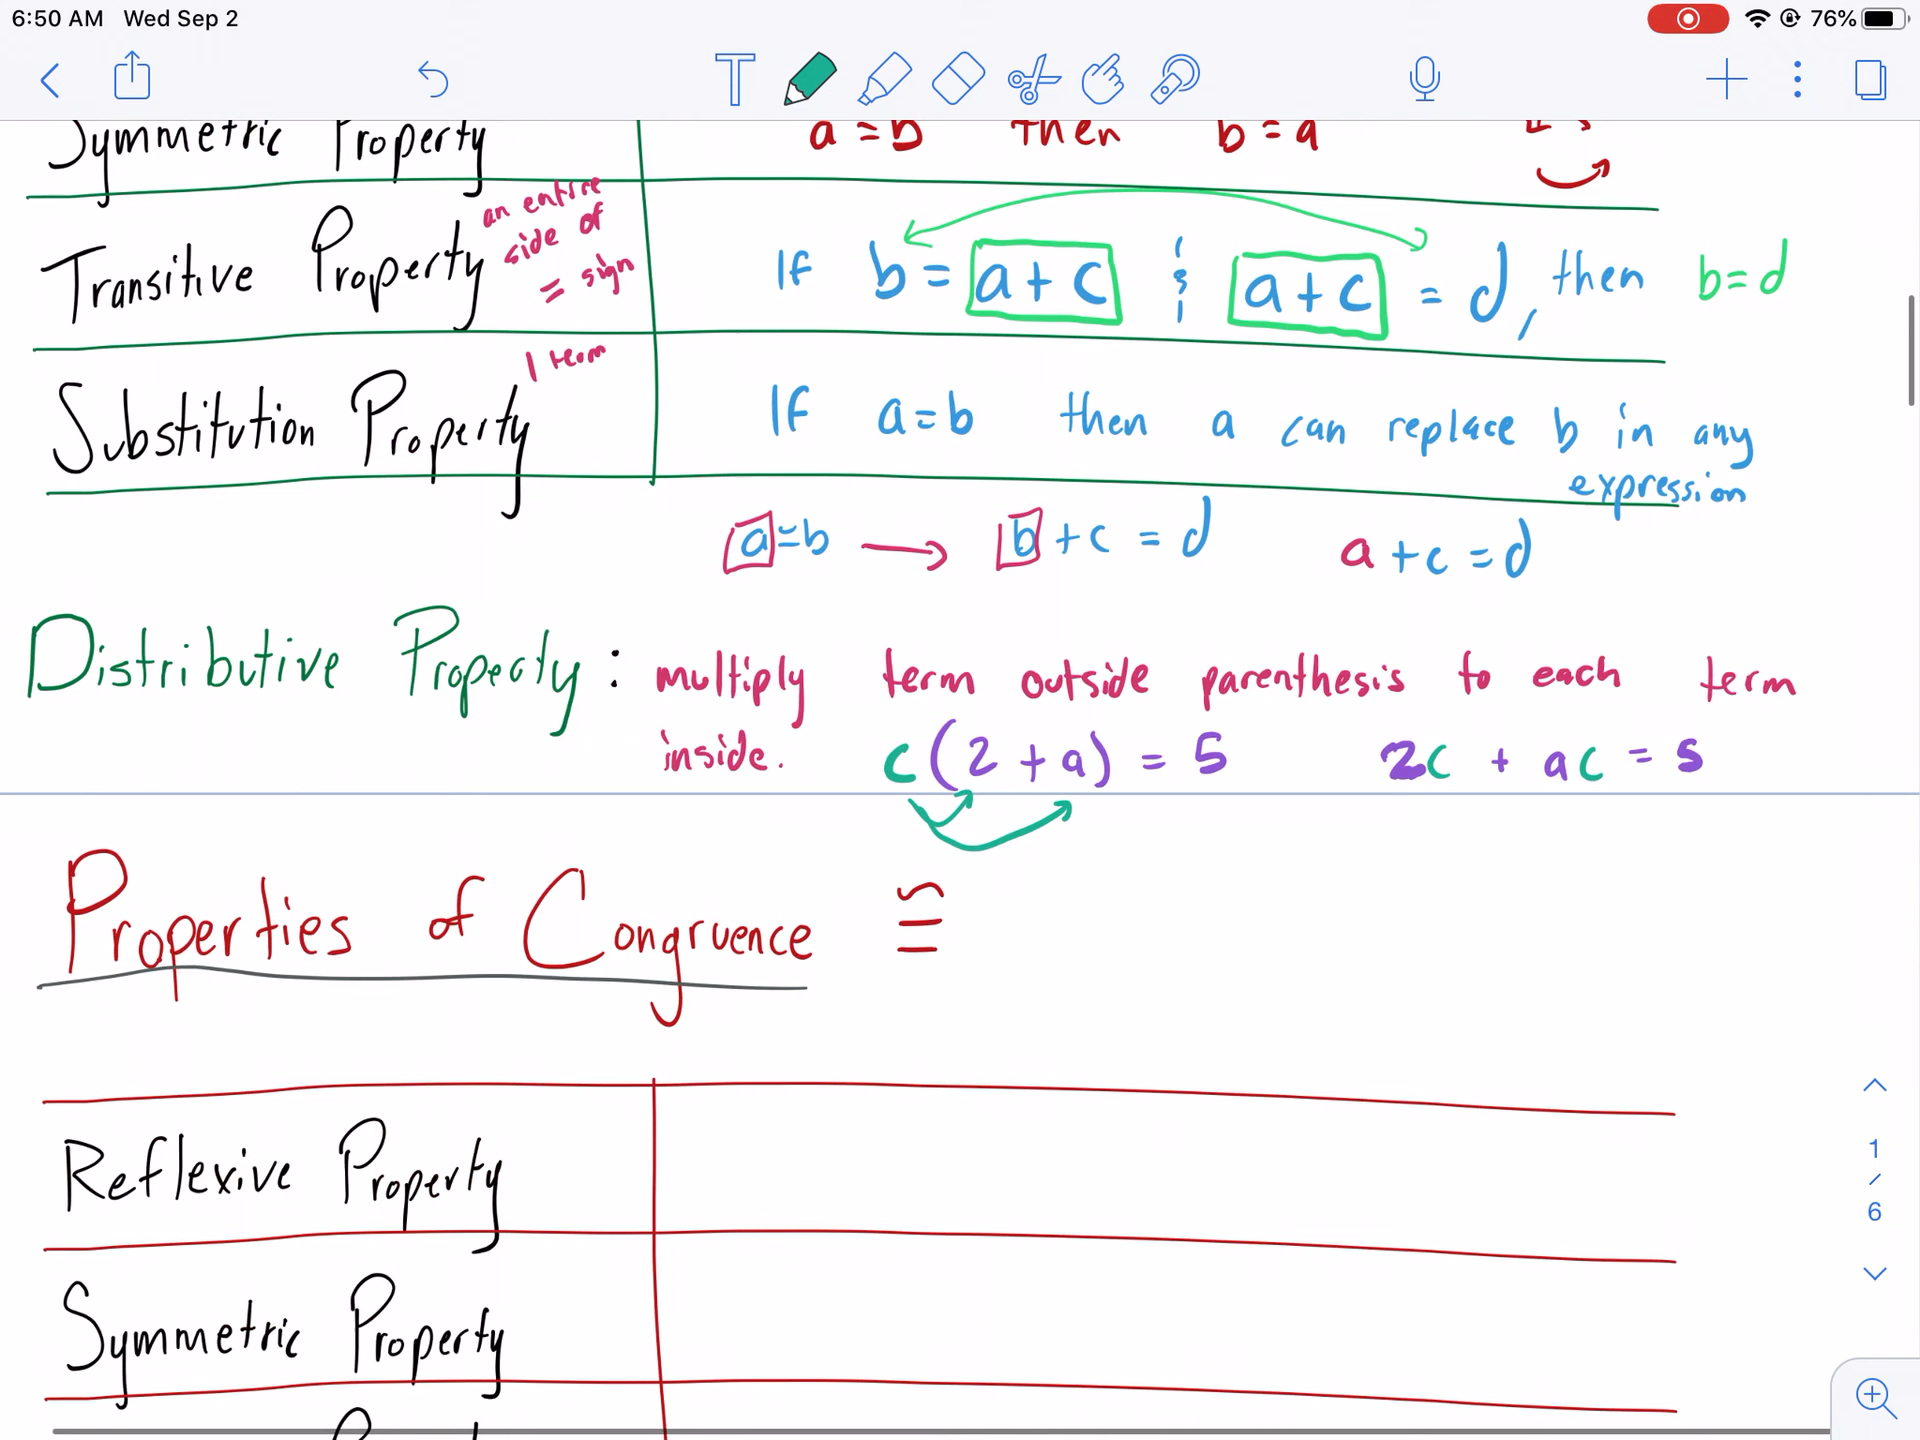 6:50 AM Wed Sep 2 76%
Symmetric Property a = b then b = a
Transitive Property an entire side of = sign If b = a + c & a + c = d, then b = d
Substitution Property 1 term If a = b then a can replace b in any expression
a = b → b + c = d a + c = d
Distributive Property: multiply term outside parenthesis to each term
inside. c(2 + a) = 5 2c + ac = 5
Properties of Congruence ≅
Reflexive Property
1 / 6
Symmetric Property